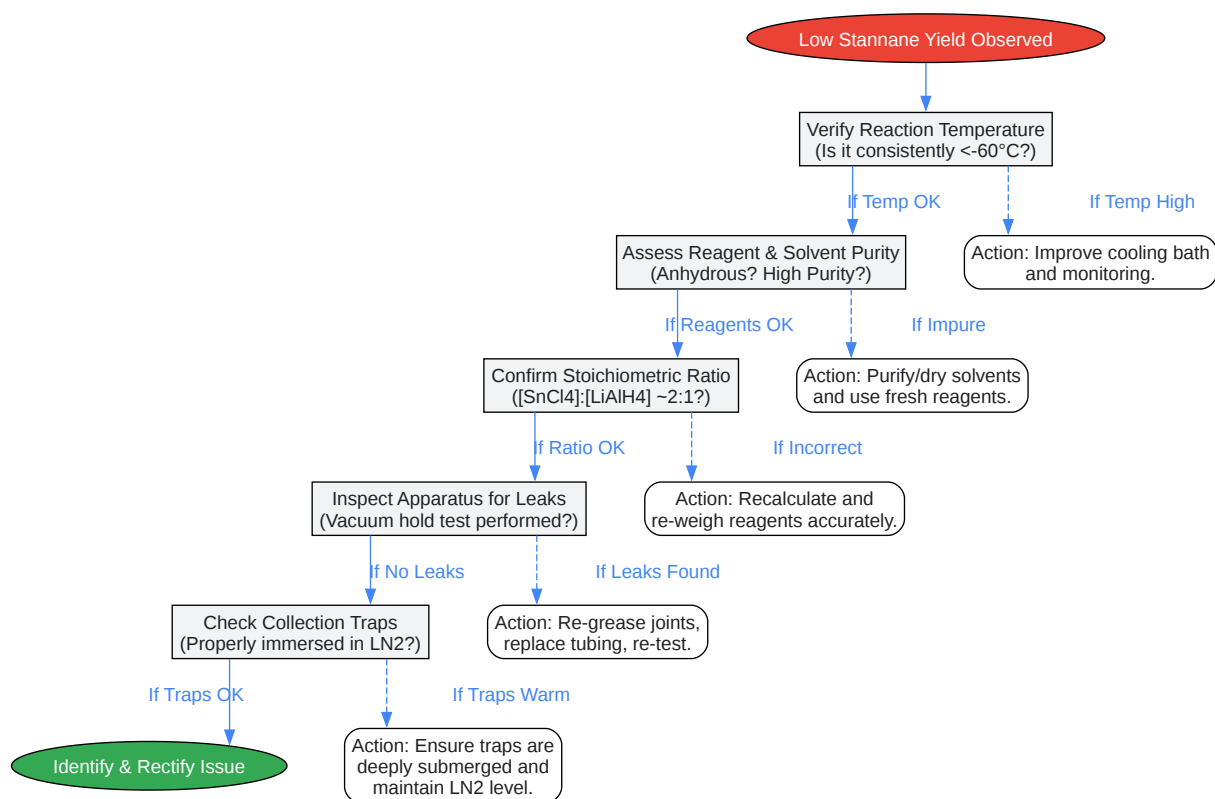 Low Stannane Yield Observed
Verify Reaction Temperature
(Is it consistently <-60°C?)
If Temp OK
If Temp High
Assess Reagent & Solvent Purity
(Anhydrous? High Purity?)
Action: Improve cooling bath
and monitoring.
If Reagents OK
If Impure
Confirm Stoichiometric Ratio
([SnCl4]:[LiAlH4] ~2:1?)
Action: Purify/dry solvents
and use fresh reagents.
If Ratio OK
If Incorrect
Inspect Apparatus for Leaks
(Vacuum hold test performed?)
Action: Recalculate and
re-weigh reagents accurately.
If No Leaks
If Leaks Found
Check Collection Traps
(Properly immersed in LN2?)
Action: Re-grease joints,
replace tubing, re-test.
If Traps OK
If Traps Warm
Identify & Rectify Issue
Action: Ensure traps are
deeply submerged and
maintain LN2 level.